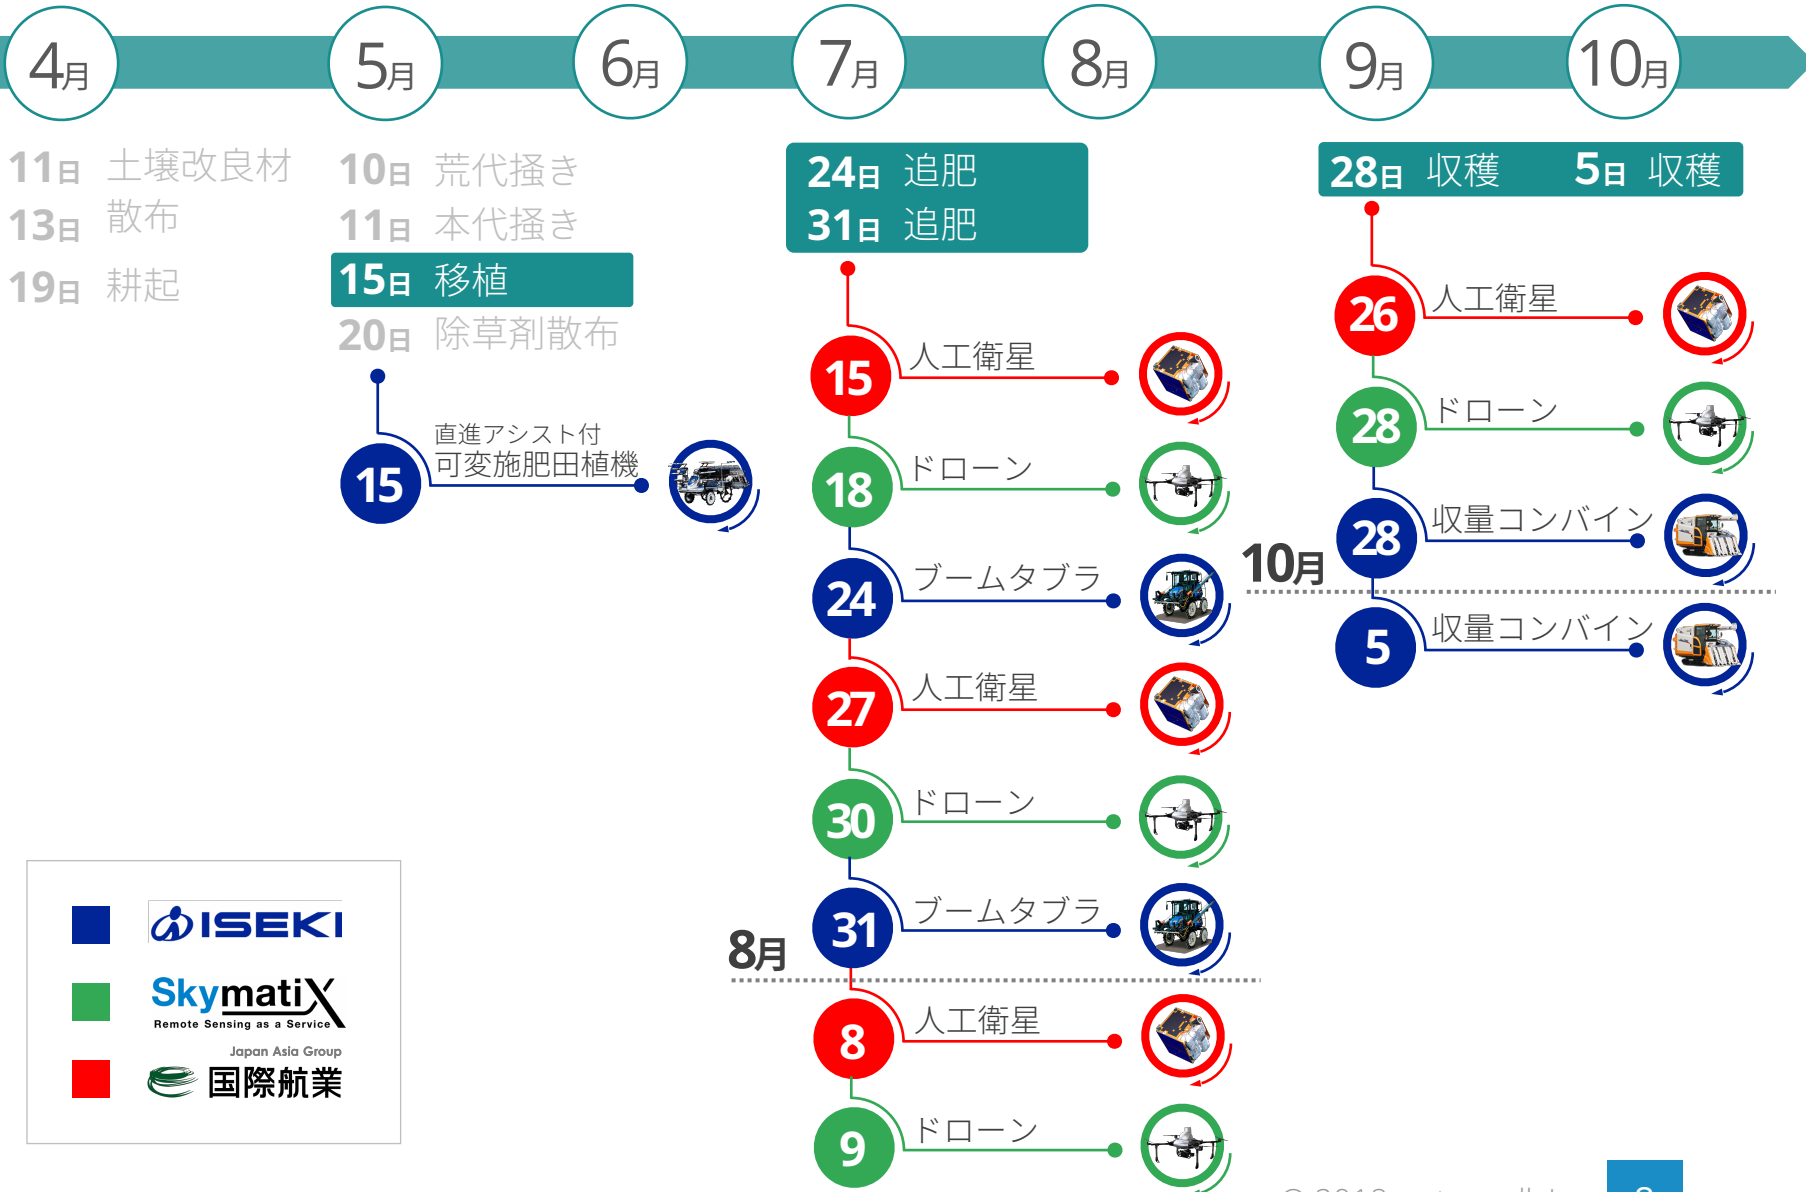 4月 5月 6月 7月 8月 9月 10月
11日 土壌改良材
13日 散布
19日 耕起
10日 荒代掻き
11日 本代掻き
15日 移植
20日 除草剤散布
15
直進アシスト付
可変施肥田植機
24日 追肥
31日 追肥
15 人工衛星
18 ドローン
24 ブームタブラ
27 人工衛星
30 ドローン
31 ブームタブラ
8月
8 人工衛星
9 ドローン
28日 収穫 5日 収穫
26 人工衛星
28 ドローン
28 収量コンバイン
10月
5 収量コンバイン
ISEKI
SkymatiX
Remote Sensing as a Service
Japan Asia Group
国際航業